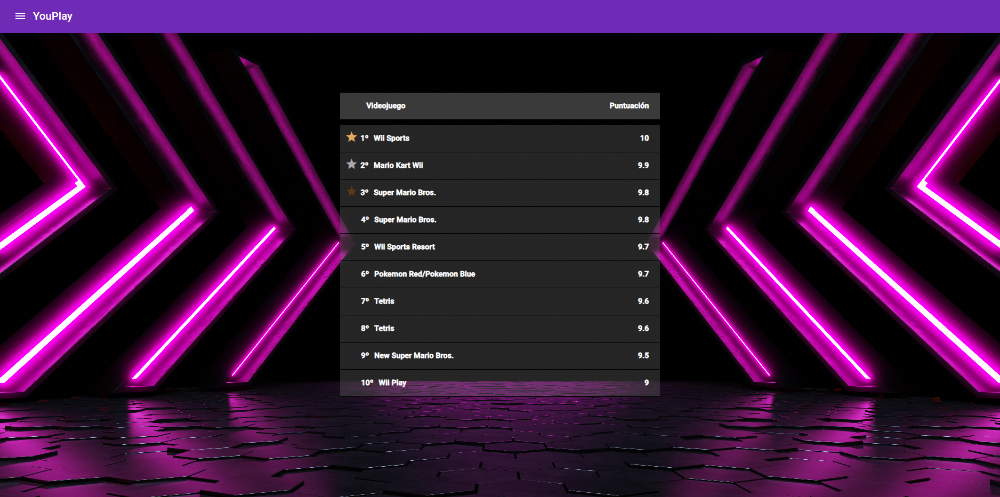 YouPlay
Videojuego Puntuación
1º Wii Sports 10
2º Mario Kart Wii 9.9
3º Super Mario Bros. 9.8
4º Super Mario Bros. 9.8
5º Wii Sports Resort 9.7
6º Pokemon Red/Pokemon Blue 9.7
7º Tetris 9.6
8º Tetris 9.6
9º New Super Mario Bros. 9.5
10º Wii Play 9